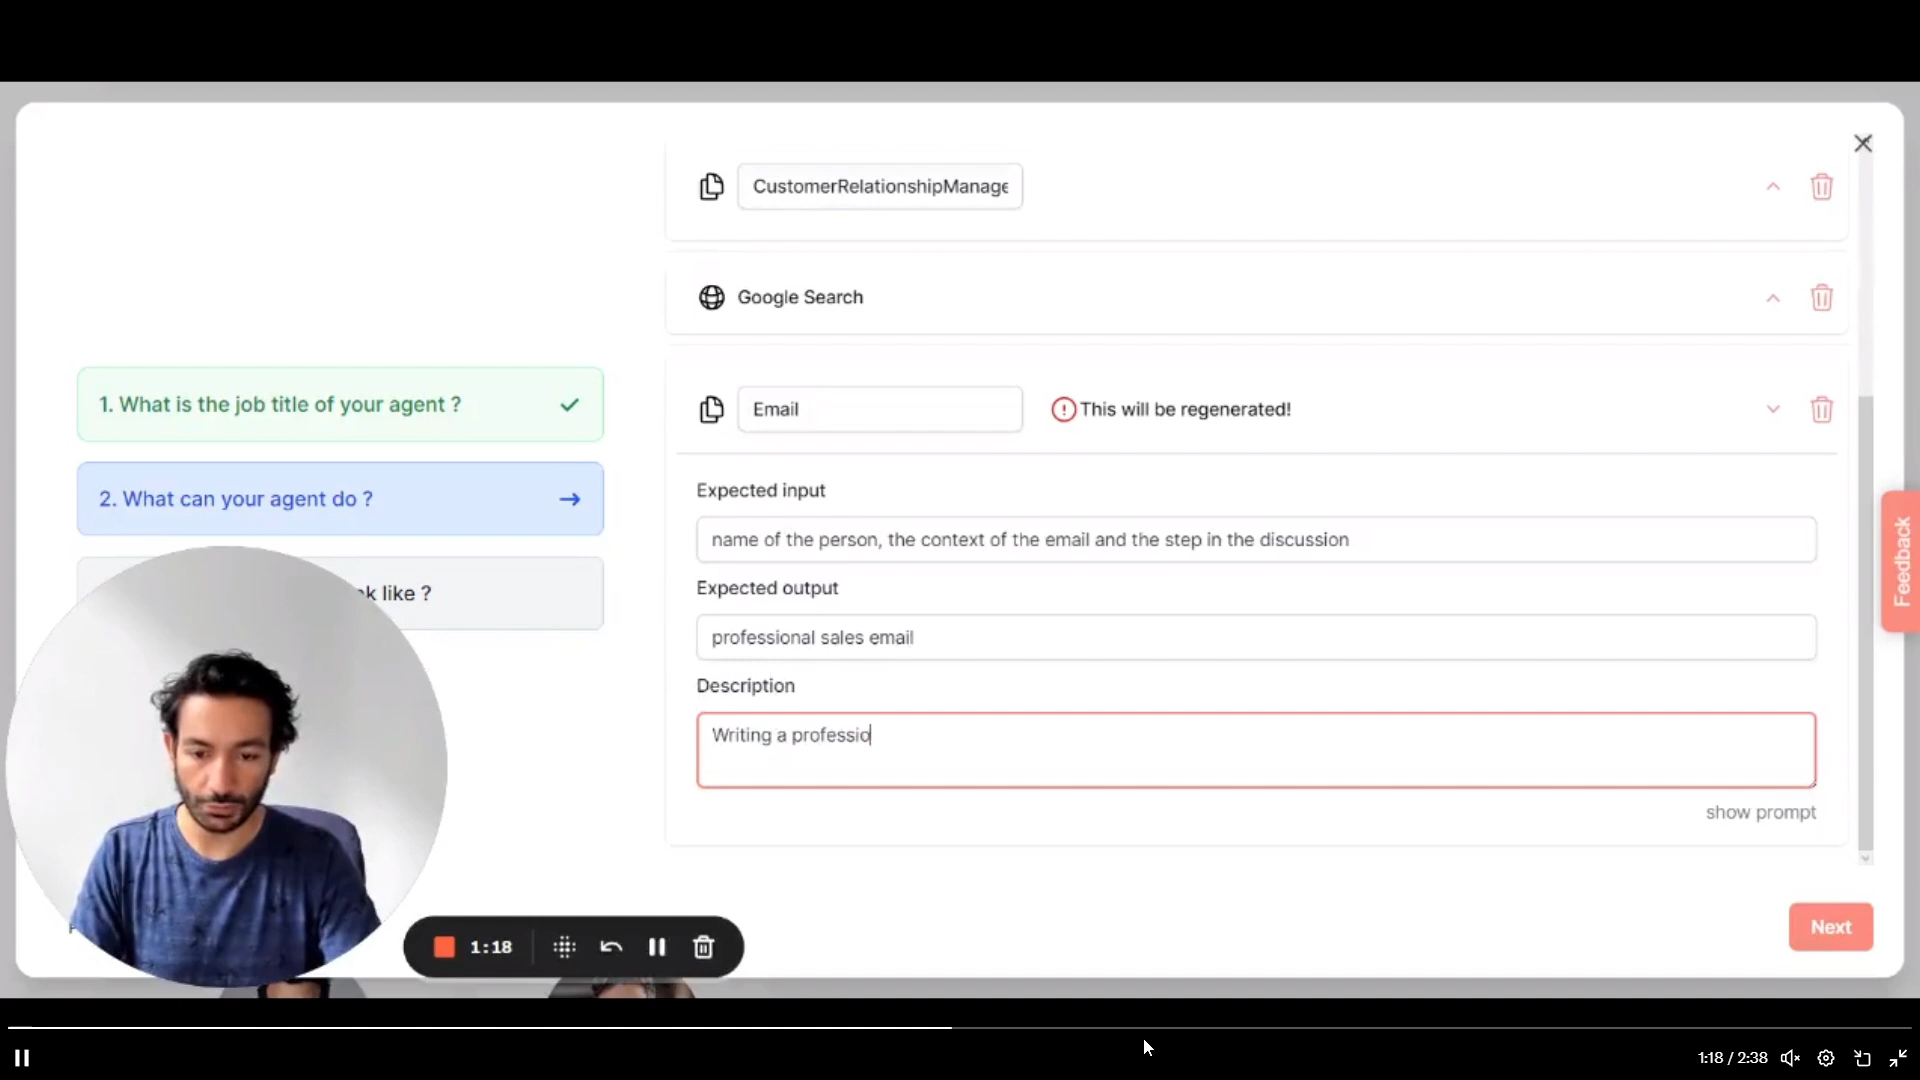 CustomerRelationshipManage
Google Search
1. What is the job title of your agent ?
Email
This will be regenerated!
2. What can your agent do ?
Expected input
name of the person, the context of the email and the step in the discussion
Feedback
Expected output
like ?
professional sales email
Description
Writing a professio
show prompt
Next
1:18
1:18 / 2:38